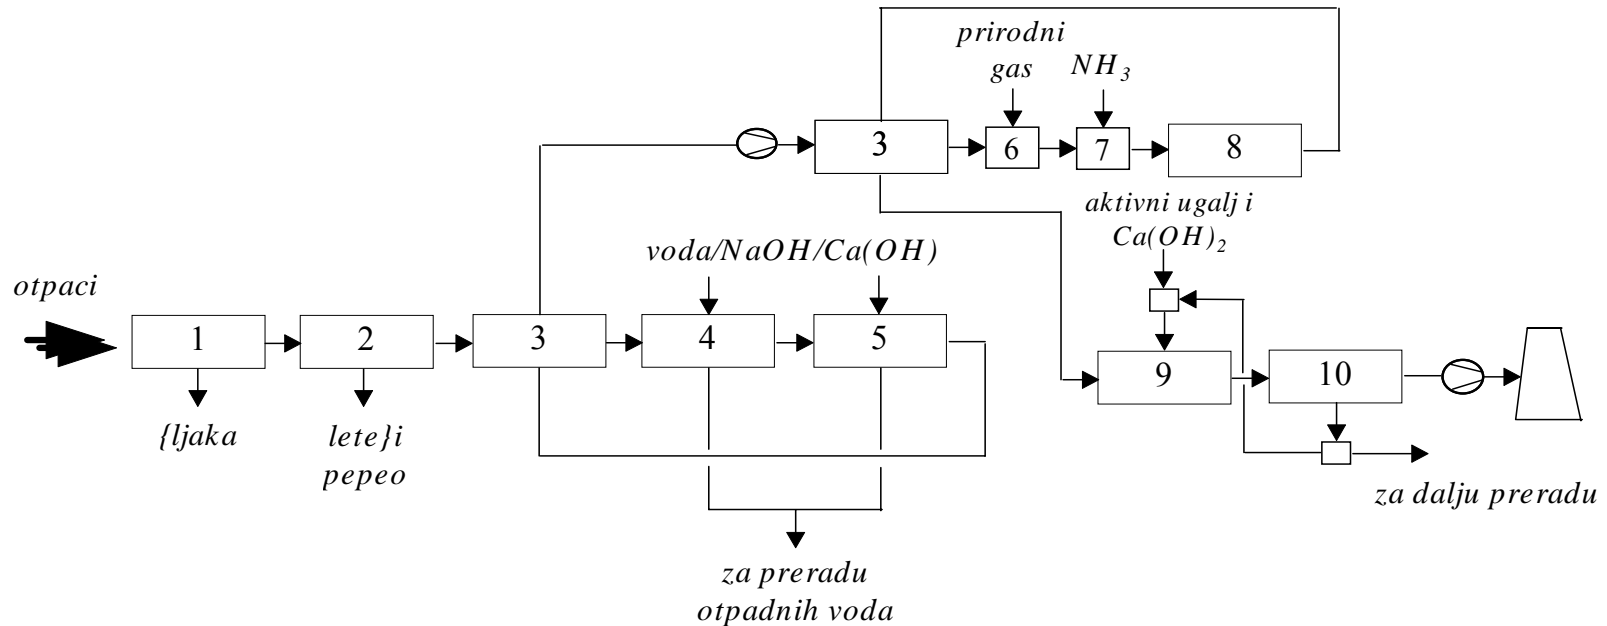 prirodni
gas
NH3
3
6
7
8
aktivni ugalj i
Ca(OH)2
voda/NaOH/Ca(OH)
otpaci
1
2
3
4
5
9
10
{ljaka
lete}i
pepeo
za dalju preradu
za preradu
otpadnih voda